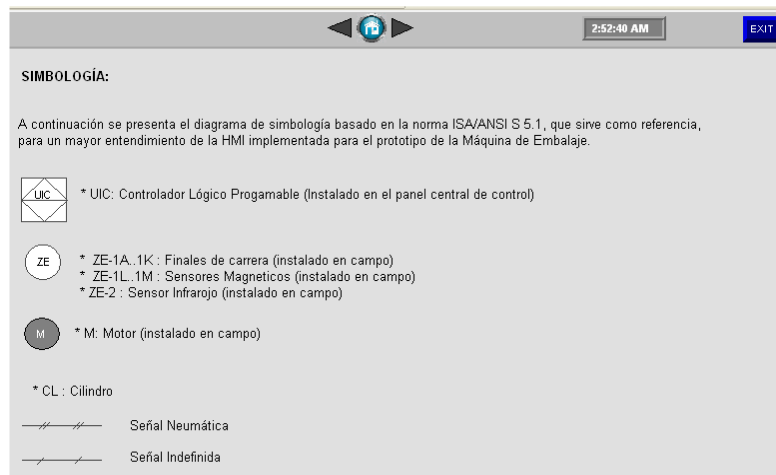 2:52:40 AM
EXIT
SIMBOLOGÍA:
A continuación se presenta el diagrama de simbología basado en la norma ISA/ANSI S 5.1, que sirve como referencia,
para un mayor entendimiento de la HMI implementada para el prototipo de la Máquina de Embalaje.
UIC
* UIC: Controlador Lógico Progamable (Instalado en el panel central de control)
ZE
* ZE-1A..1K : Finales de carrera (instalado en campo)
* ZE-1L..1M : Sensores Magneticos (instalado en campo)
* ZE-2 : Sensor Infrarojo (instalado en campo)
M
* M: Motor (instalado en campo)
* CL : Cilindro
Señal Neumática
Señal Indefinida